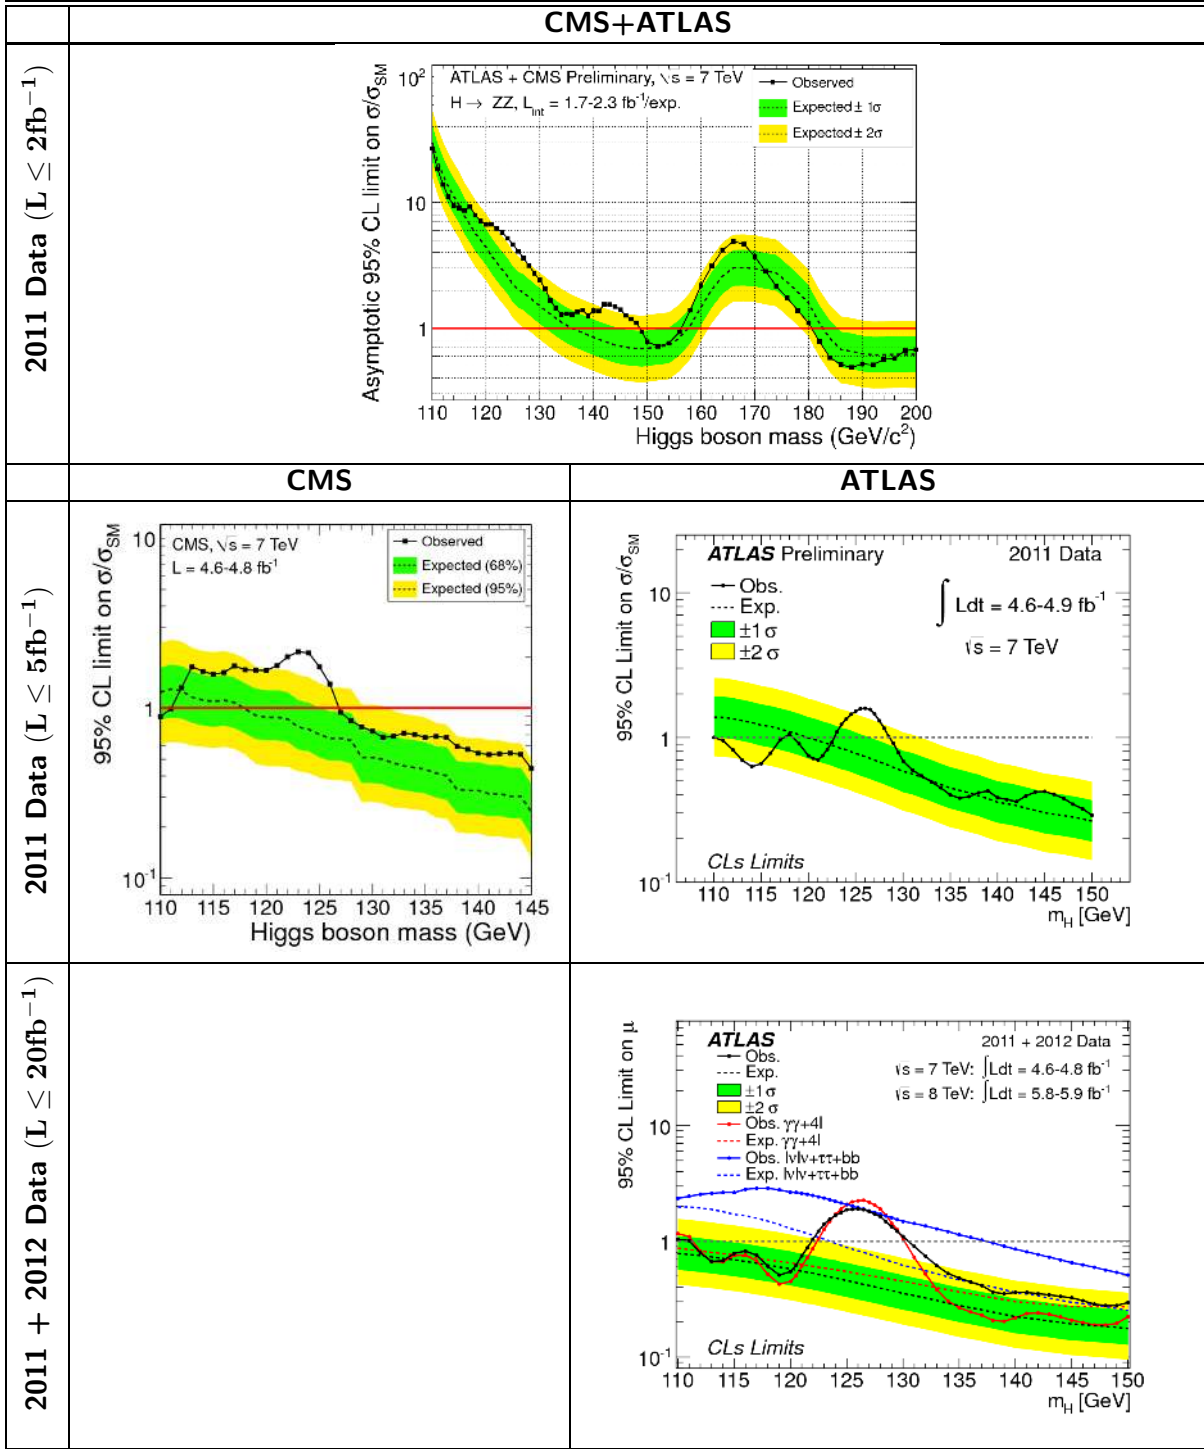 CMS+ATLAS
2011 Data (L ≤ 2fb⁻¹)
Asymptotic 95% CL limit on σ/σ_SM
ATLAS + CMS Preliminary, √s = 7 TeV
H → ZZ, L_int = 1.7-2.3 fb⁻¹/exp.
Observed
Expected ± 1σ
Expected ± 2σ
10²
10
1
110 120 130 140 150 160 170 180 190 200
Higgs boson mass (GeV/c²)
CMS
ATLAS
2011 Data (L ≤ 5fb⁻¹)
95% CL limit on σ/σ_SM
CMS, √s = 7 TeV
L = 4.6-4.8 fb⁻¹
Observed
Expected (68%)
Expected (95%)
10
1
10⁻¹
110 115 120 125 130 135 140 145
Higgs boson mass (GeV)
95% CL Limit on σ/σ_SM
ATLAS Preliminary
2011 Data
Obs.
Exp.
±1 σ
±2 σ
∫ Ldt = 4.6-4.9 fb⁻¹
√s = 7 TeV
10
1
10⁻¹
CLs Limits
110 115 120 125 130 135 140 145 150
m_H [GeV]
2011 + 2012 Data (L ≤ 20fb⁻¹)
95% CL Limit on μ
ATLAS
2011 + 2012 Data
Obs.
Exp.
±1 σ
±2 σ
Obs. γγ+4l
Exp. γγ+4l
Obs. lνlν+ττ+bb
Exp. lνlν+ττ+bb
√s = 7 TeV: ∫Ldt = 4.6-4.8 fb⁻¹
√s = 8 TeV: ∫Ldt = 5.8-5.9 fb⁻¹
10
1
10⁻¹
CLs Limits
110 115 120 125 130 135 140 145 150
m_H [GeV]